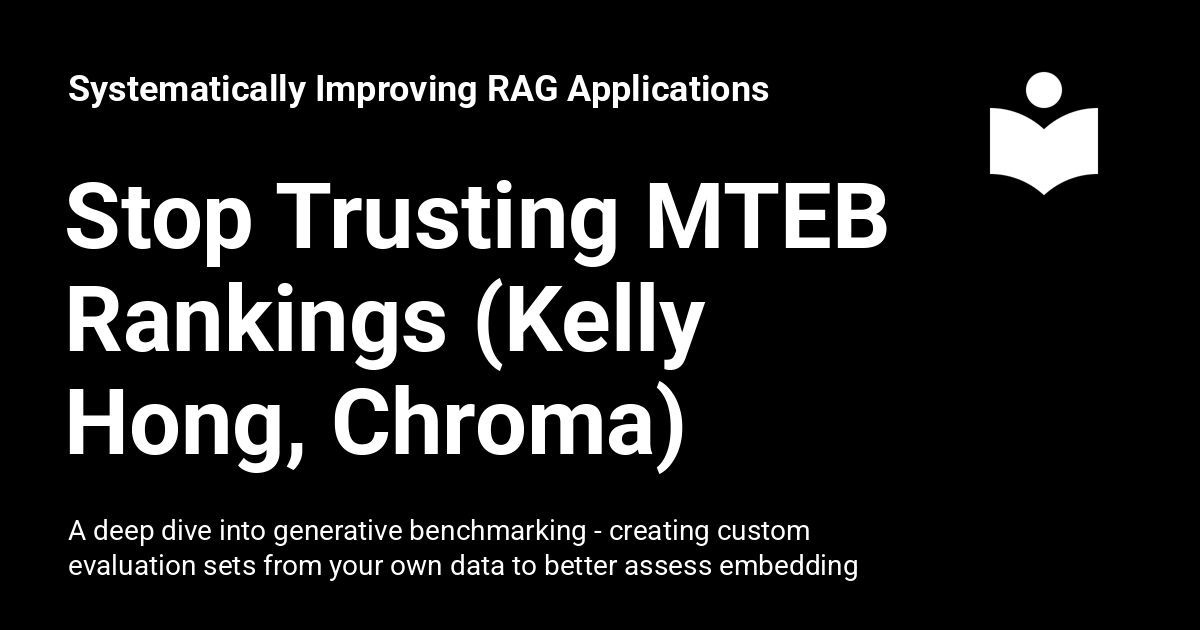 Systematically Improving RAG Applications
Stop Trusting MTEB
Rankings (Kelly
Hong, Chroma)
A deep dive into generative benchmarking - creating custom
evaluation sets from your own data to better assess embedding